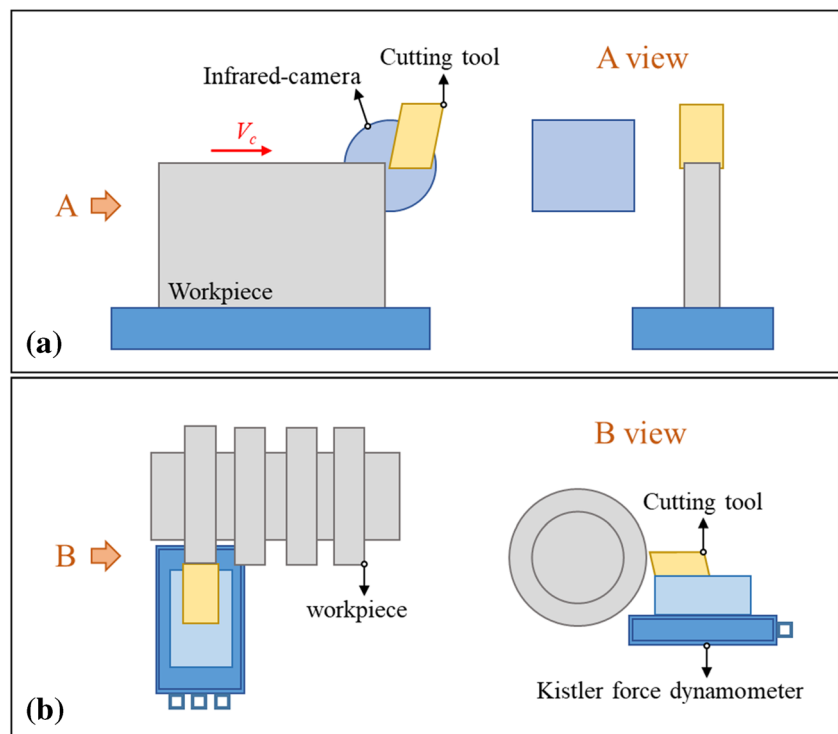 Cutting tool
Infrared-camera
A view
Vc
A
Workpiece
(a)
B view
Cutting tool
B
workpiece
Kistler force dynamometer
(b)